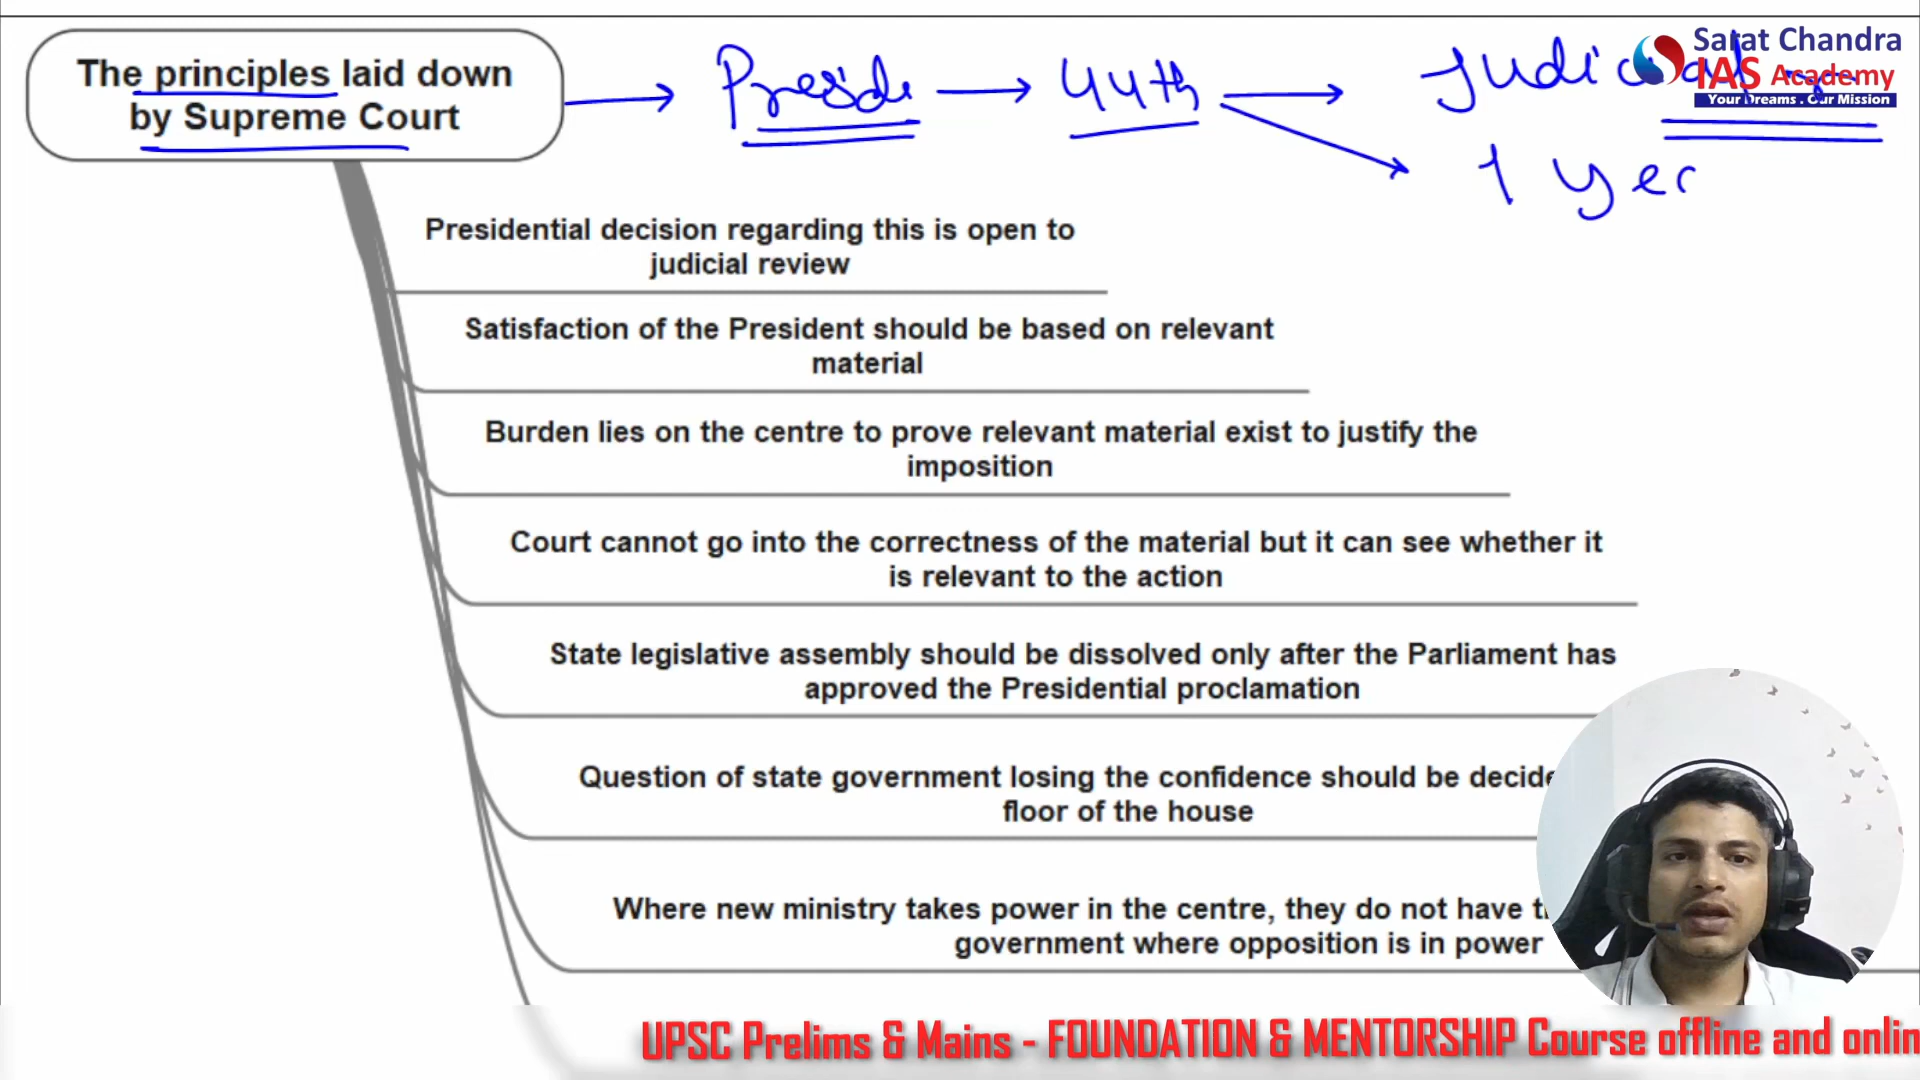 The principles laid down
by Supreme Court
44th
1 yer
Sarat Chandra
IAS Academy
Your Dreams . Our Mission
Presidential decision regarding this is open to
judicial review
Satisfaction of the President should be based on relevant
material
Burden lies on the centre to prove relevant material exist to justify the
imposition
Court cannot go into the correctness of the material but it can see whether it
is relevant to the action
State legislative assembly should be dissolved only after the Parliament has
approved the Presidential proclamation
Question of state government losing the confidence should be decide
floor of the house
Where new ministry takes power in the centre, they do not have
government where opposition is in power
UPSC Prelims & Mains - FOUNDATION & MENTORSHIP Course offline and onlin